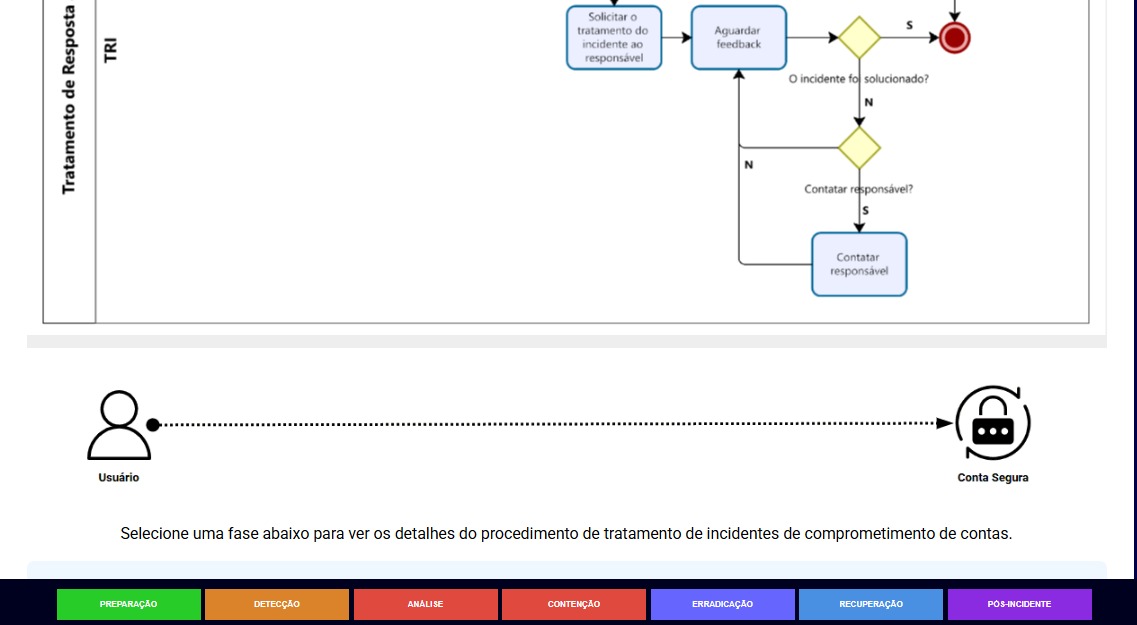 Tratamento de Resposta
TRI
Solicitar o
tratamento do
incidente ao
responsável
Aguardar
feedback
S
O incidente foi solucionado?
N
N
Contatar responsável?
S
Contatar
responsável
Usuário
Conta Segura
Selecione uma fase abaixo para ver os detalhes do procedimento de tratamento de incidentes de comprometimento de contas.
PREPARAÇÃO
DETECÇÃO
ANÁLISE
CONTENÇÃO
ERRADICAÇÃO
RECUPERAÇÃO
PÓS-INCIDENTE